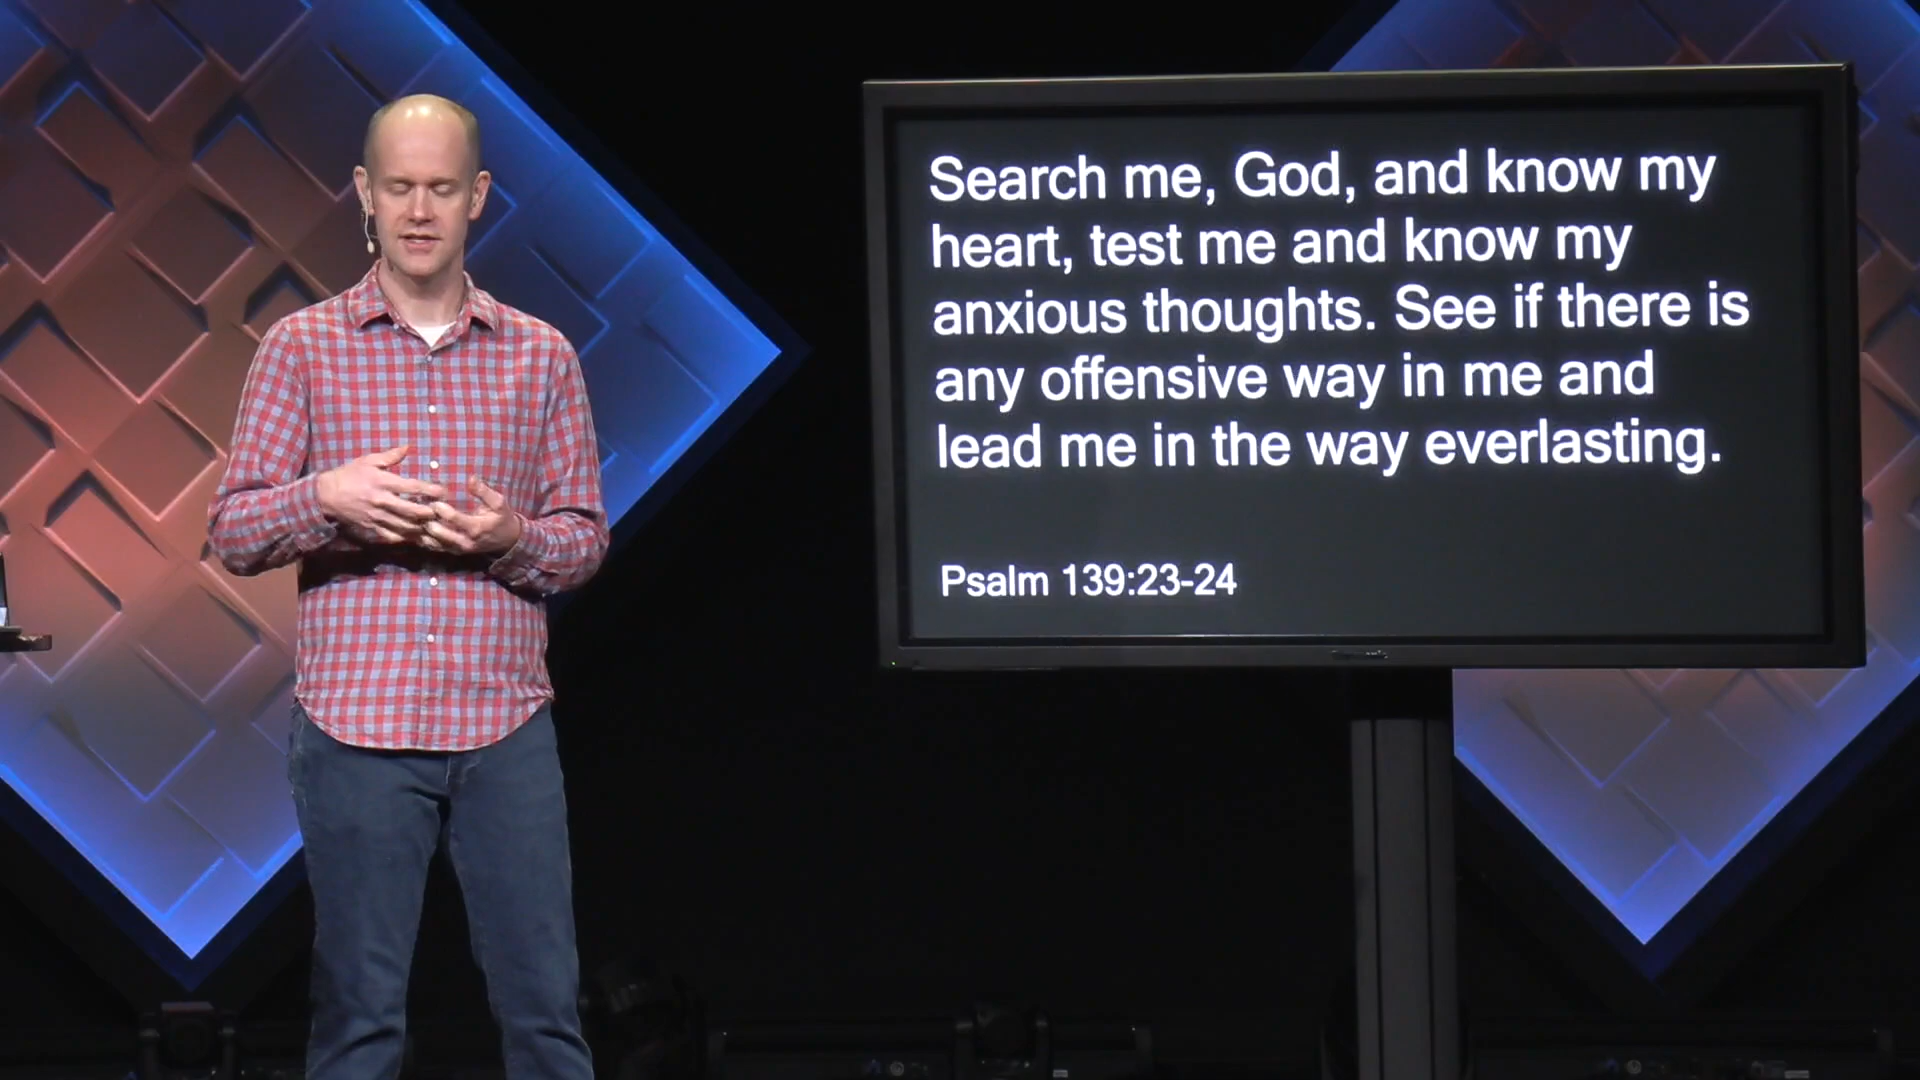 Search me, God, and know my
heart, test me and know my
anxious thoughts. See if there is
any offensive way in me and
lead me in the way everlasting.
Psalm 139:23-24